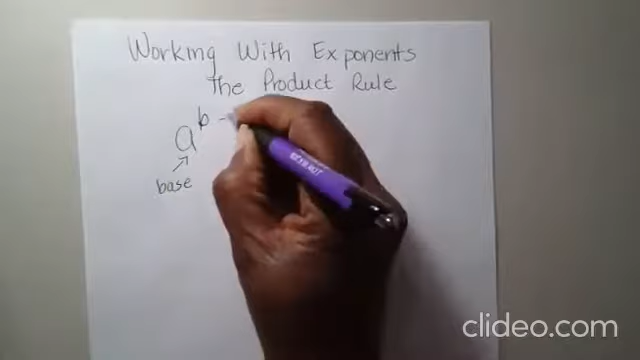 Working With Exponents
The Product Rule
a^b
base
clideo.com